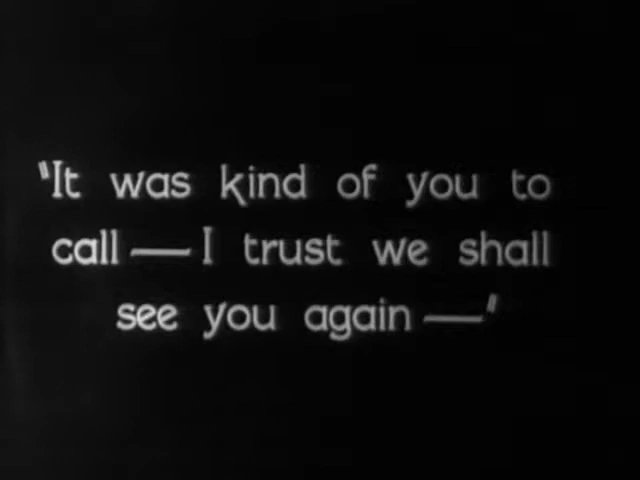 "It was kind of you to
call — I trust we shall
see you again —"